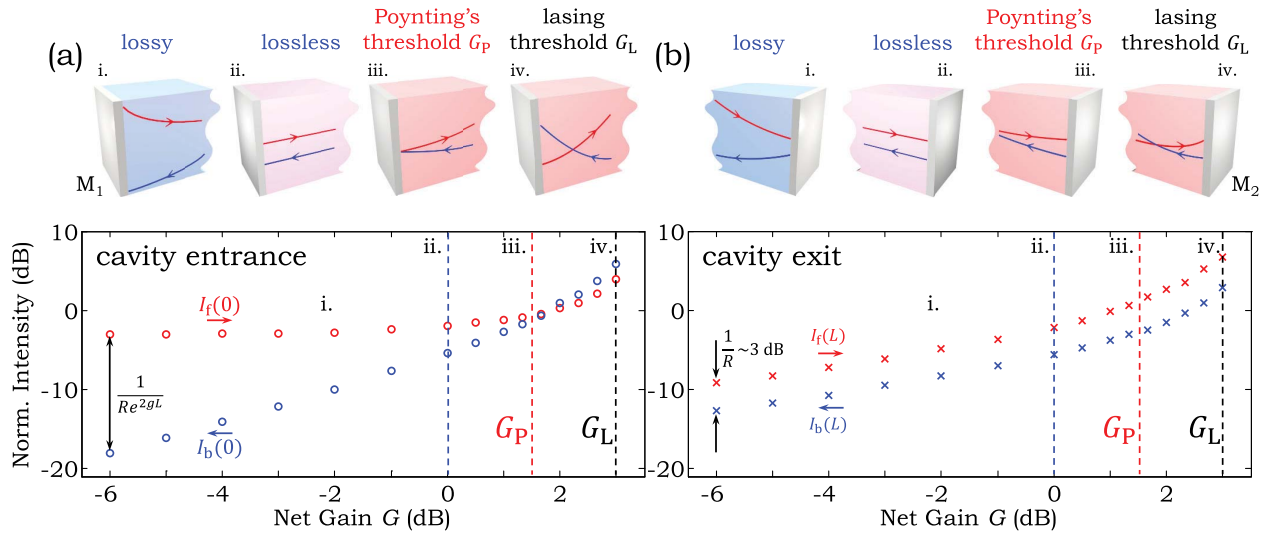 (a)
lossy
lossless
Poynting's
threshold G_P
lasing
threshold G_L
i.
ii.
iii.
iv.
M_1
(b)
lossy
lossless
Poynting's
threshold G_P
lasing
threshold G_L
i.
ii.
iii.
iv.
M_2
Norm. Intensity (dB)
10
0
-10
-20
cavity entrance
ii.
iii.
iv.
i.
I_f(0)
I_b(0)
1
Re^{2gL}
G_P
G_L
-6
-4
-2
0
2
Net Gain G (dB)
10
0
-10
-20
cavity exit
ii.
iii.
iv.
i.
1/R ~3 dB
I_f(L)
I_b(L)
G_P
G_L
-6
-4
-2
0
2
Net Gain G (dB)